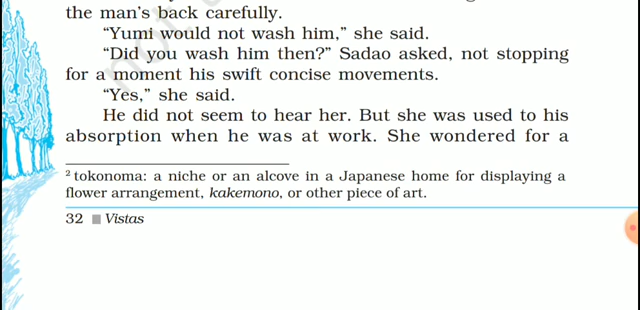 the man's back carefully.
“Yumi would not wash him,” she said.
“Did you wash him then?” Sadao asked, not stopping
for a moment his swift concise movements.
“Yes,” she said.
He did not seem to hear her. But she was used to his
absorption when he was at work. She wondered for a
2 tokonoma: a niche or an alcove in a Japanese home for displaying a
flower arrangement, kakemono, or other piece of art.
32 ■ Vistas